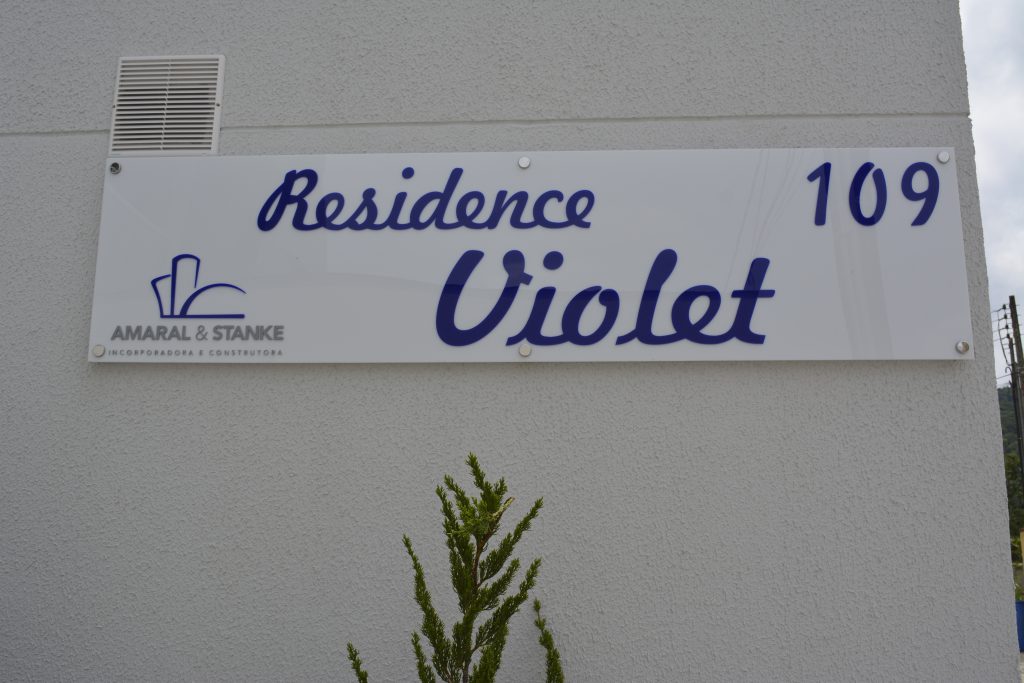 Residence 109
Violet
AMARAL & STANKE
INCORPORADORA E CONSTRUTORA